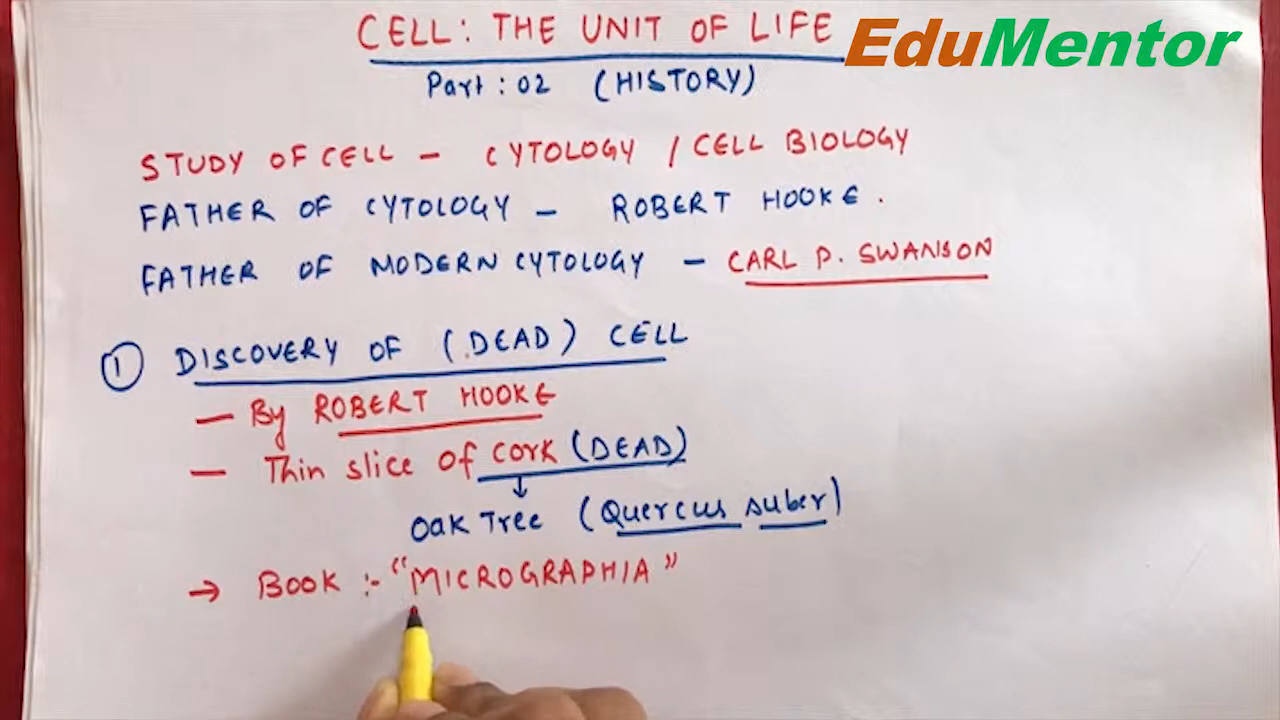 CELL: THE UNIT OF LIFE
EduMentor
Part : 02 (HISTORY)
STUDY OF CELL – CYTOLOGY / CELL BIOLOGY
FATHER OF CYTOLOGY – ROBERT HOOKE.
FATHER OF MODERN CYTOLOGY – CARL P. SWANSON
① DISCOVERY OF (DEAD) CELL
– By ROBERT HOOKE
– Thin slice of cork (DEAD)
↓
Oak Tree (Quercus suber)
→ Book :- "MICROGRAPHIA"